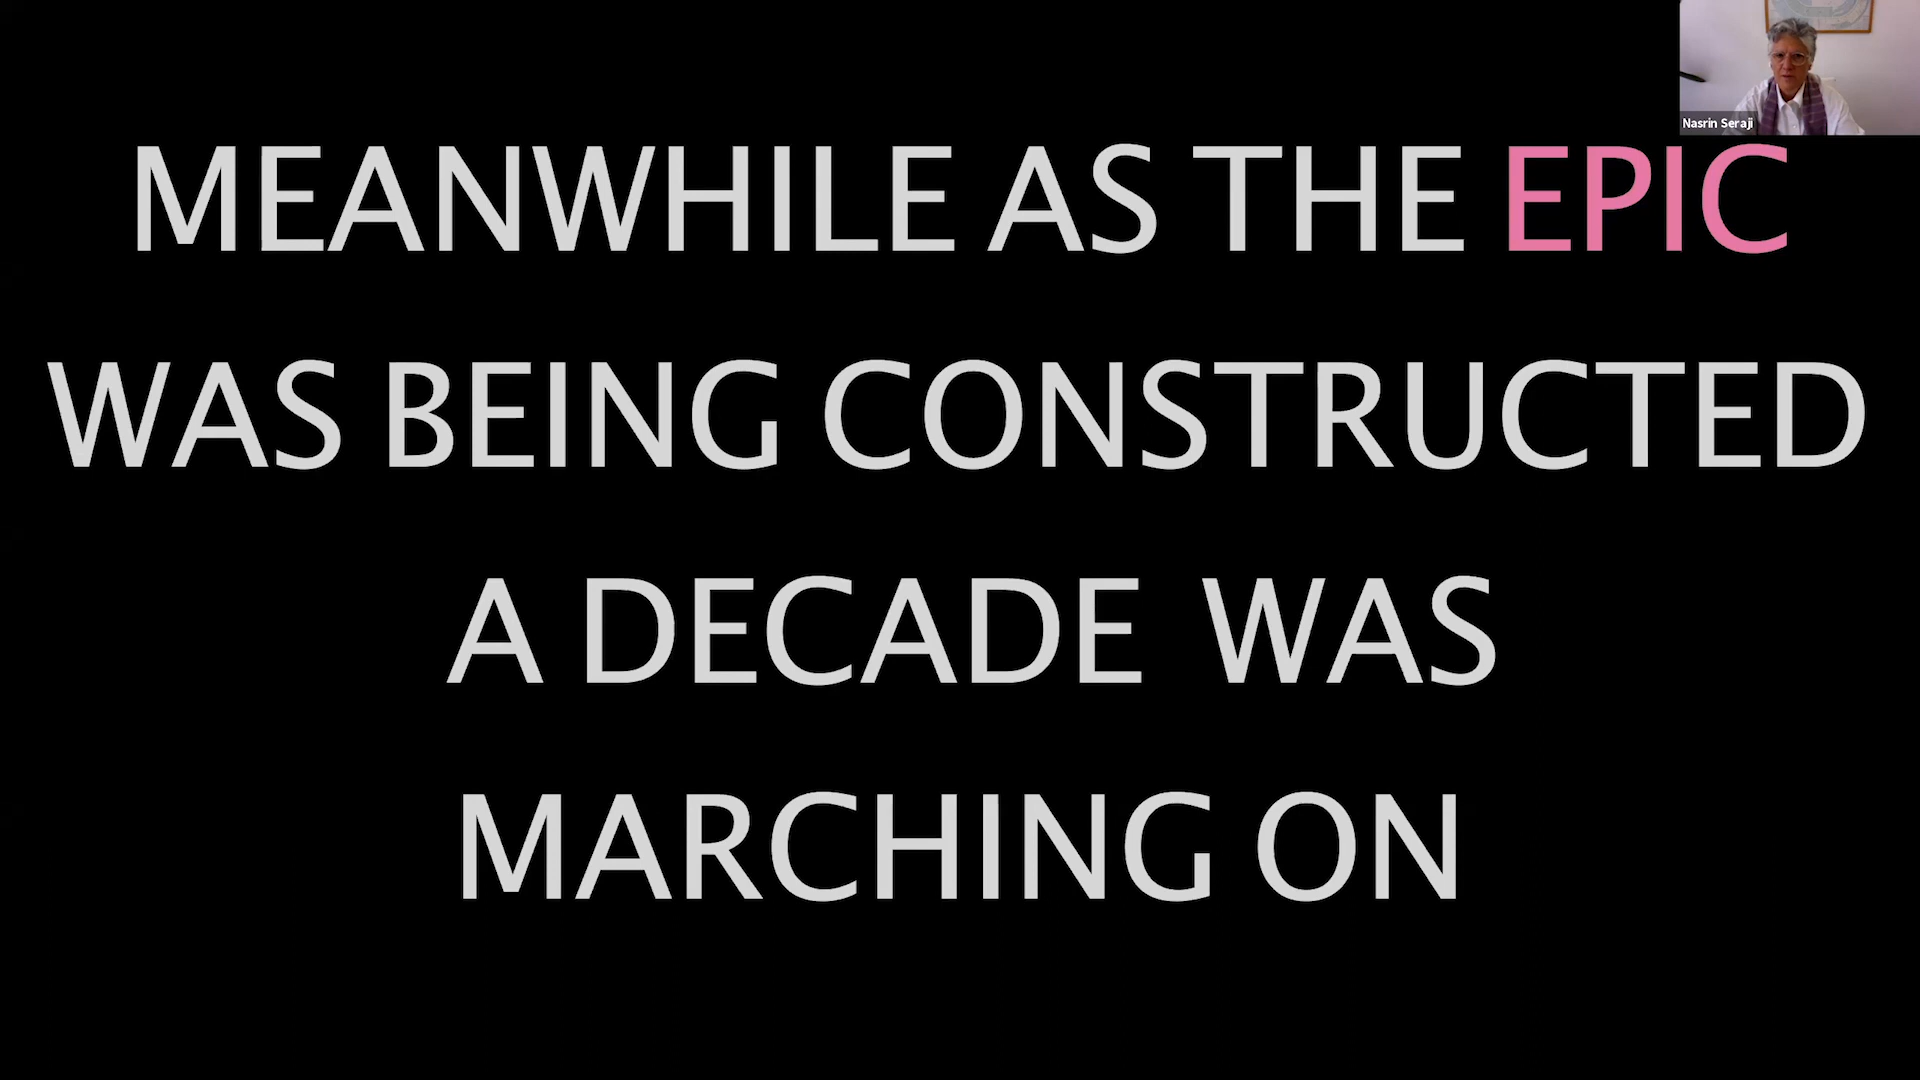 Nasrin Seraji
MEANWHILE AS THE EPIC
WAS BEING CONSTRUCTED
A DECADE WAS
MARCHING ON